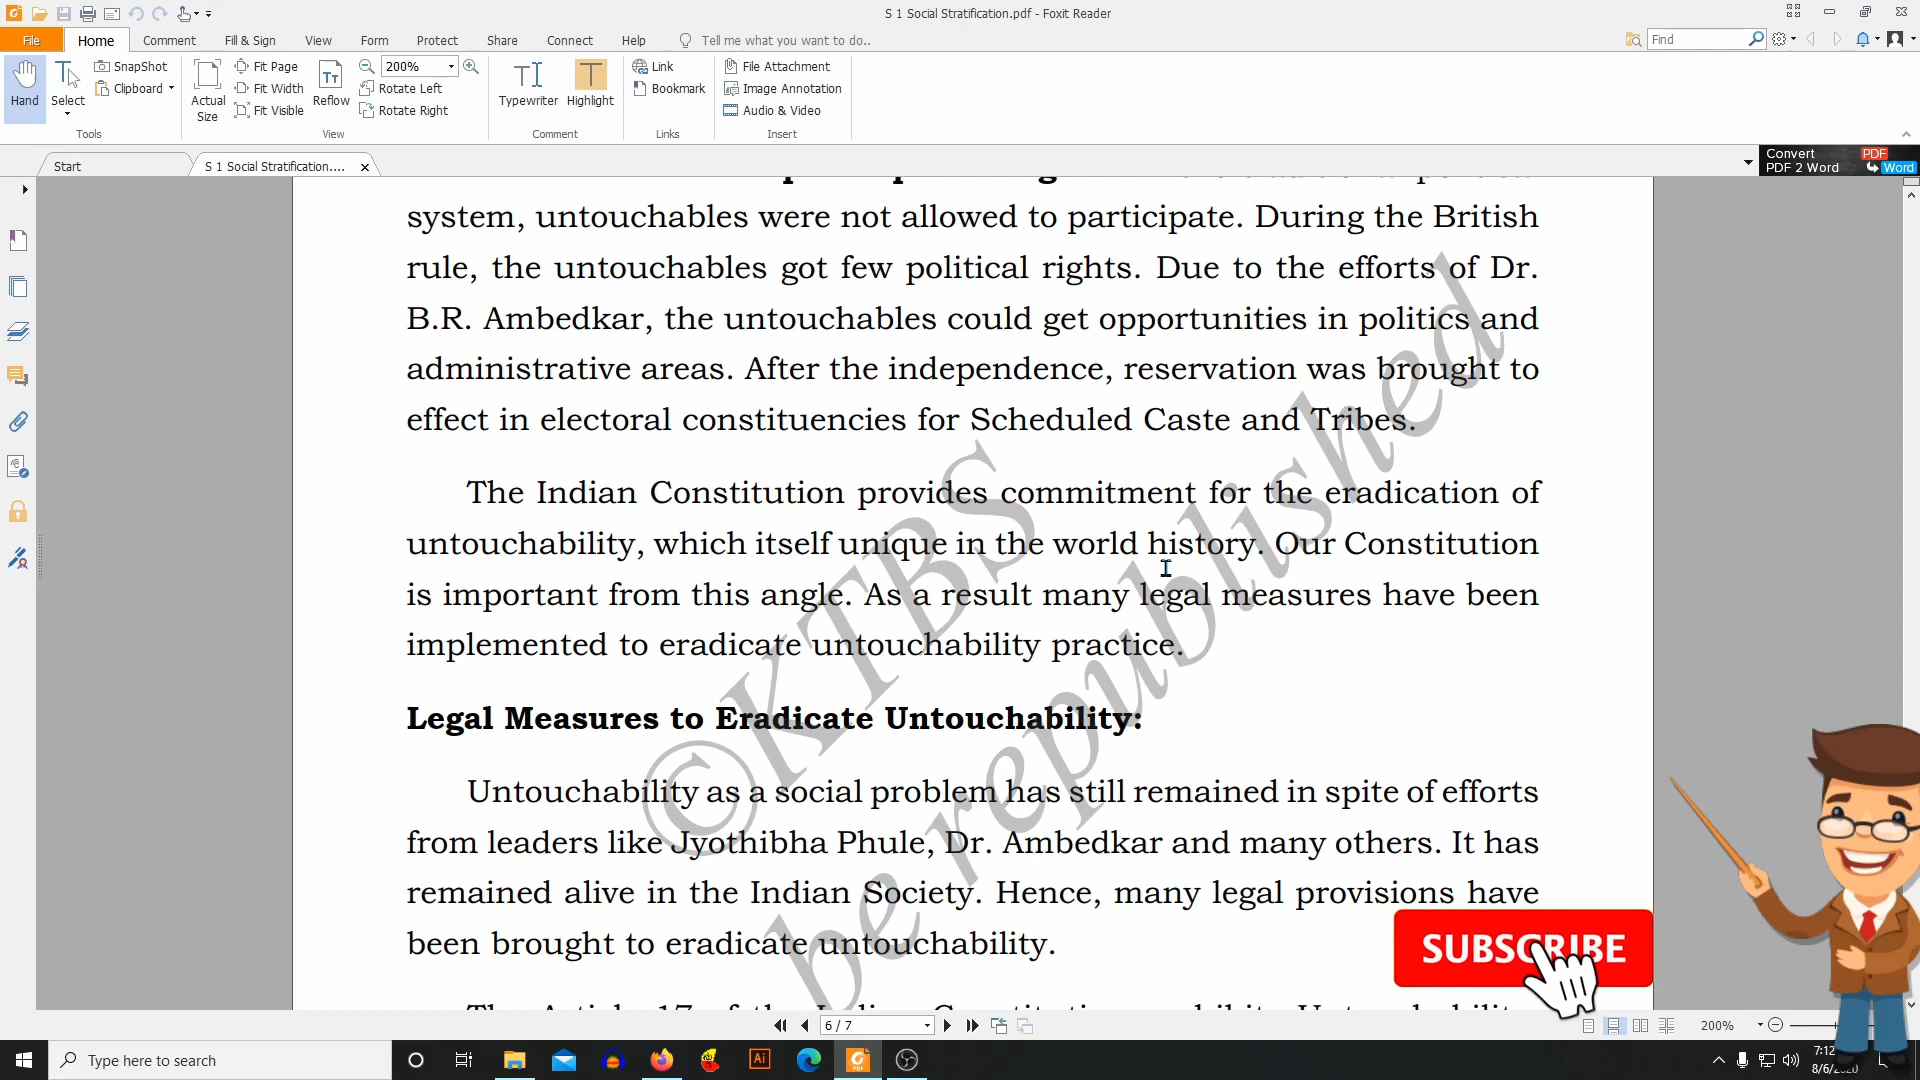 S 1 Social Stratification.pdf - Foxit Reader
File Home Comment Fill & Sign View Form Protect Share Connect Help Tell me what you want to do.. Find
SnapShot Fit Page 200% Link File Attachment
Clipboard Fit Width Rotate Left Bookmark Image Annotation
Hand Select Actual Size Fit Visible Reflow Rotate Right Typewriter Highlight Audio & Video
Tools View Comment Links Insert
Start S 1 Social Stratification.... Convert PDF 2 Word PDF Word
system, untouchables were not allowed to participate. During the British
rule, the untouchables got few political rights. Due to the efforts of Dr.
B.R. Ambedkar, the untouchables could get opportunities in politics and
administrative areas. After the independence, reservation was brought to
effect in electoral constituencies for Scheduled Caste and Tribes.
The Indian Constitution provides commitment for the eradication of
untouchability, which itself unique in the world history. Our Constitution
is important from this angle. As a result many legal measures have been
implemented to eradicate untouchability practice.
Legal Measures to Eradicate Untouchability:
Untouchability as a social problem has still remained in spite of efforts
from leaders like Jyothibha Phule, Dr. Ambedkar and many others. It has
remained alive in the Indian Society. Hence, many legal provisions have
been brought to eradicate untouchability.
©KTBS
be republished
SUBSCRIBE
6 / 7 200%
Type here to search
Ai
7:12
8/6/2020